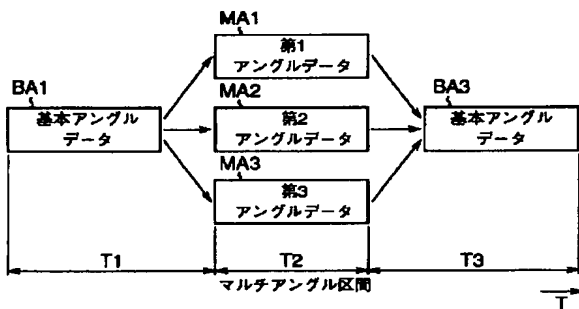 MA1
第1
アングルデータ
BA1
基本アングル
データ
MA2
第2
アングルデータ
BA3
基本アングル
データ
MA3
第3
アングルデータ
T1
T2
T3
マルチアングル区間
T